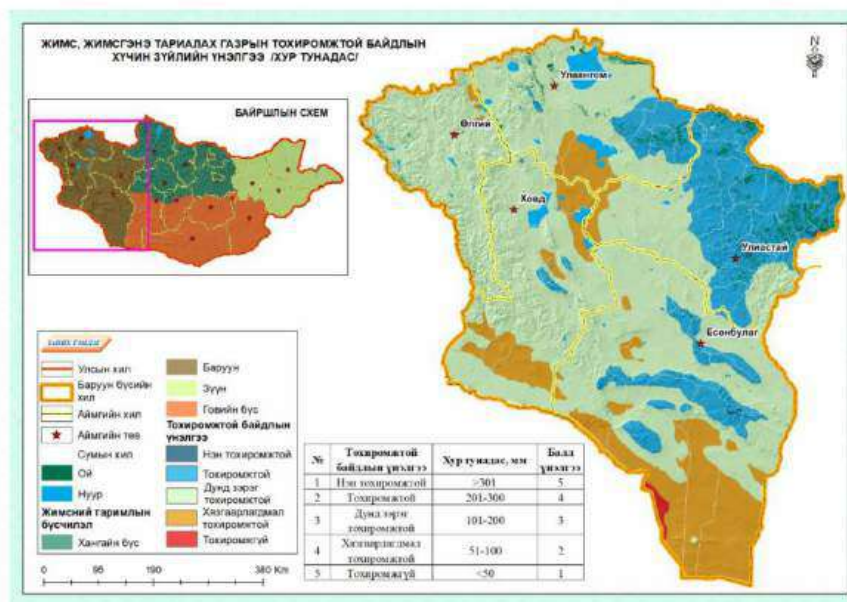 ЖИМС, ЖИМСГЭНЭ ТАРИАЛАХ ГАЗРЫН ТОХИРОМЖТОЙ БАЙДЛЫН
ХҮЧИН ЗҮЙЛИЙН ҮНЭЛГЭЭ /ХУР ТУНАДАС/
N
БАЙРШЛЫН СХЕМ
Улаангом
Өлгий
Ховд
Улиастай
Есөнбулаг
Улсын хил
Баруун бүсийн
хил
Аймгийн хил
Аймгийн төв
Сумын хил
Ой
Нуур
Жимсний таримлын
бүсчилэл
Хангайн бүс
Баруун
Зүүн
Говийн бүс
Тохиромжтой байдлын
үнэлгээ
Нэн тохиромжтой
Тохиромжтой
Дунд зэрэг
тохиромжтой
Хязгаарлагдмал
тохиромжтой
Тохиромжгүй
0 95 190 380 Km
№ Тохиромжтой байдлын үнэлгээ Хур тунадас, мм Балл үнэлгээ
1 Нэн тохиромжтой >301 5
2 Тохиромжтой 201-300 4
3 Дунд зэрэг тохиромжтой 101-200 3
4 Хязгаарлагдмал тохиромжтой 51-100 2
5 Тохиромжгүй <50 1